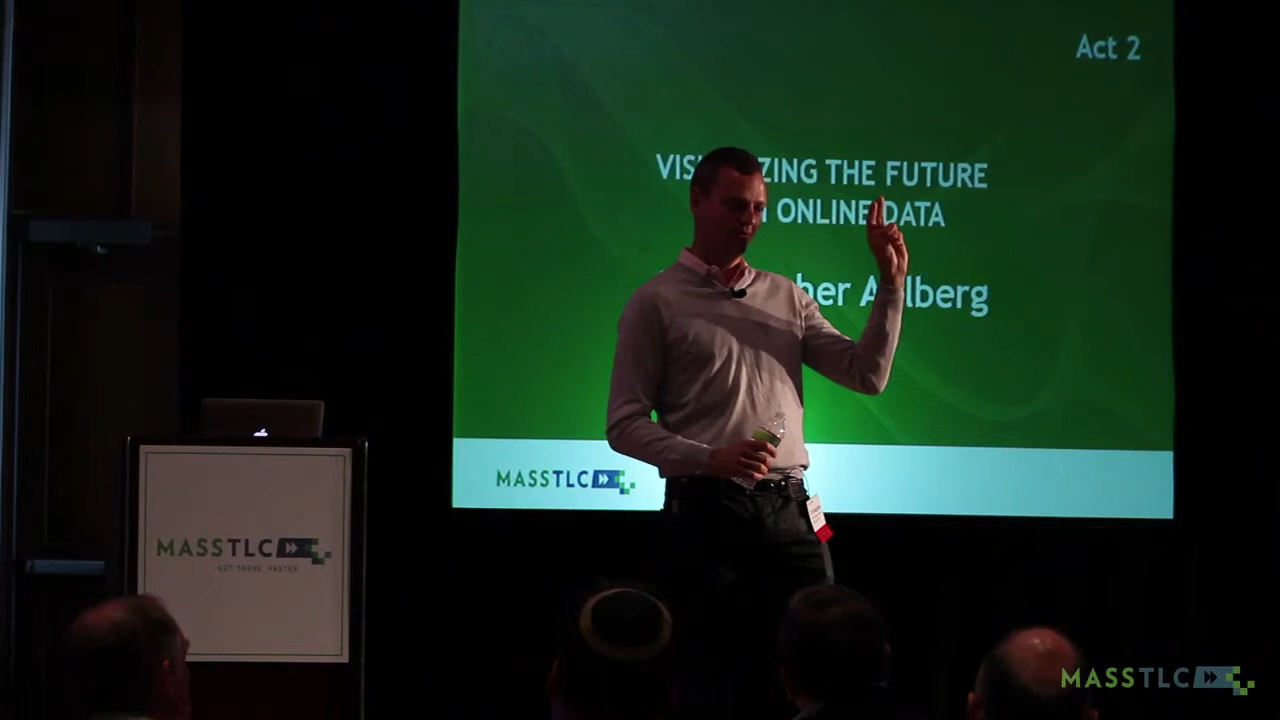 Act 2
VIS ZING THE FUTURE
ONLINE DATA
her A lberg
MASSTLC
MASSTLC
GET THERE. FASTER
MASSTLC